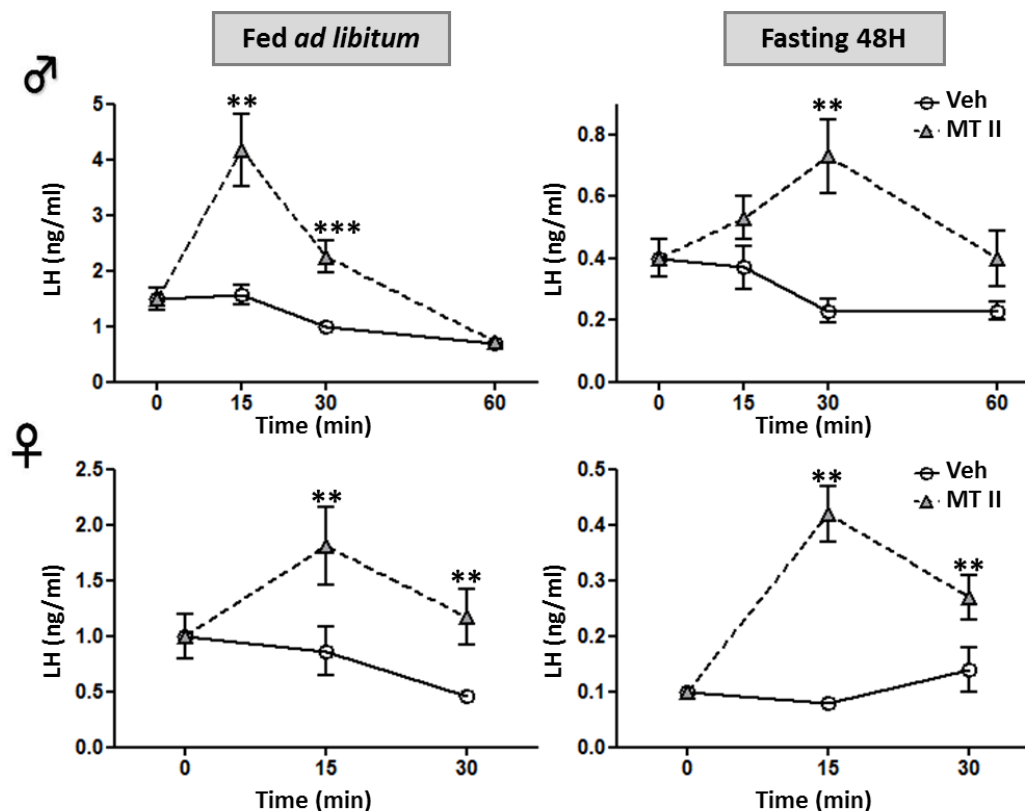 Fed ad libitum
Fasting 48H
♂
LH (ng/ml)
5
4
3
2
1
0
**
***
0 15 30 60
Time (min)
LH (ng/ml)
0.8
0.6
0.4
0.2
0.0
**
Veh
MT II
0 15 30 60
Time (min)
♀
LH (ng/ml)
2.5
2.0
1.5
1.0
0.5
0.0
**
**
0 15 30
Time (min)
LH (ng/ml)
0.5
0.4
0.3
0.2
0.1
0.0
**
**
Veh
MT II
0 15 30
Time (min)